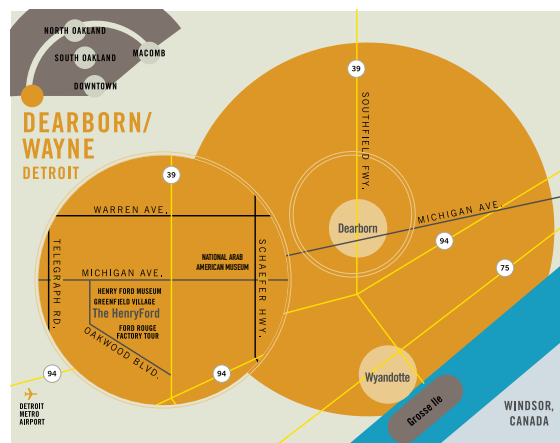 NORTH OAKLAND
SOUTH OAKLAND
MACOMB
DOWNTOWN
DEARBORN/
WAYNE
DETROIT
39
SOUTHFIELD FWY.
39
WARREN AVE.
TELEGRAPH RD.
SCHAEFER HWY.
NATIONAL ARAB
AMERICAN MUSEUM
MICHIGAN AVE.
HENRY FORD MUSEUM
GREENFIELD VILLAGE
The HenryFord
FORD ROUGE
FACTORY TOUR
OAKWOOD BLVD.
94
94
DETROIT
METRO
AIRPORT
Dearborn
MICHIGAN AVE.
94
75
Wyandotte
Grosse Ile
WINDSOR,
CANADA